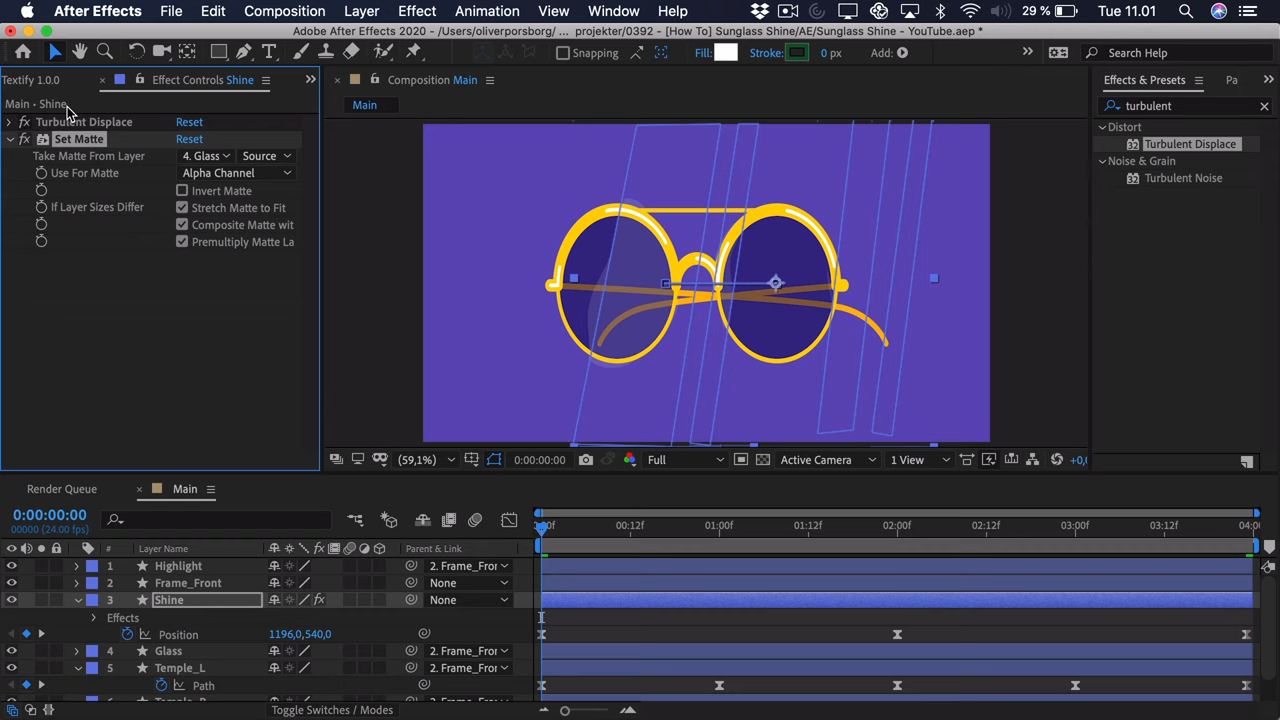 After Effects File Edit Composition Layer Effect Animation View Window Help 29 % Tue 11.01
Adobe After Effects 2020 - /Users/oliverporsborg/ projekter/0392 - [How To] Sunglass Shine/AE/Sunglass Shine - YouTube.aep *
Snapping Fill: Stroke: 0 px Add: Search Help
Textify 1.0.0 Effect Controls Shine Composition Main Effects & Presets Pa
Main • Shine Main turbulent
Turbulent Displace Reset Distort
Set Matte Reset Turbulent Displace
Take Matte From Layer 4. Glass Source Noise & Grain
Use For Matte Alpha Channel Turbulent Noise
Invert Matte
If Layer Sizes Differ Stretch Matte to Fit
Composite Matte wit
Premultiply Matte La
(59,1%) 0:00:00:00 Full Active Camera 1 View +0,
Render Queue Main
0:00:00:00
00000 (24.00 fps)
00f 00:12f 01:00f 01:12f 02:00f 02:12f 03:00f 03:12f 04:00
# Layer Name Parent & Link
1 Highlight 2. Frame_Fror
2 Frame_Front None
3 Shine None
Effects
Position 1196,0,540,0
4 Glass 2. Frame_Fror
5 Temple_L 2. Frame_Fror
Path
Toggle Switches / Modes